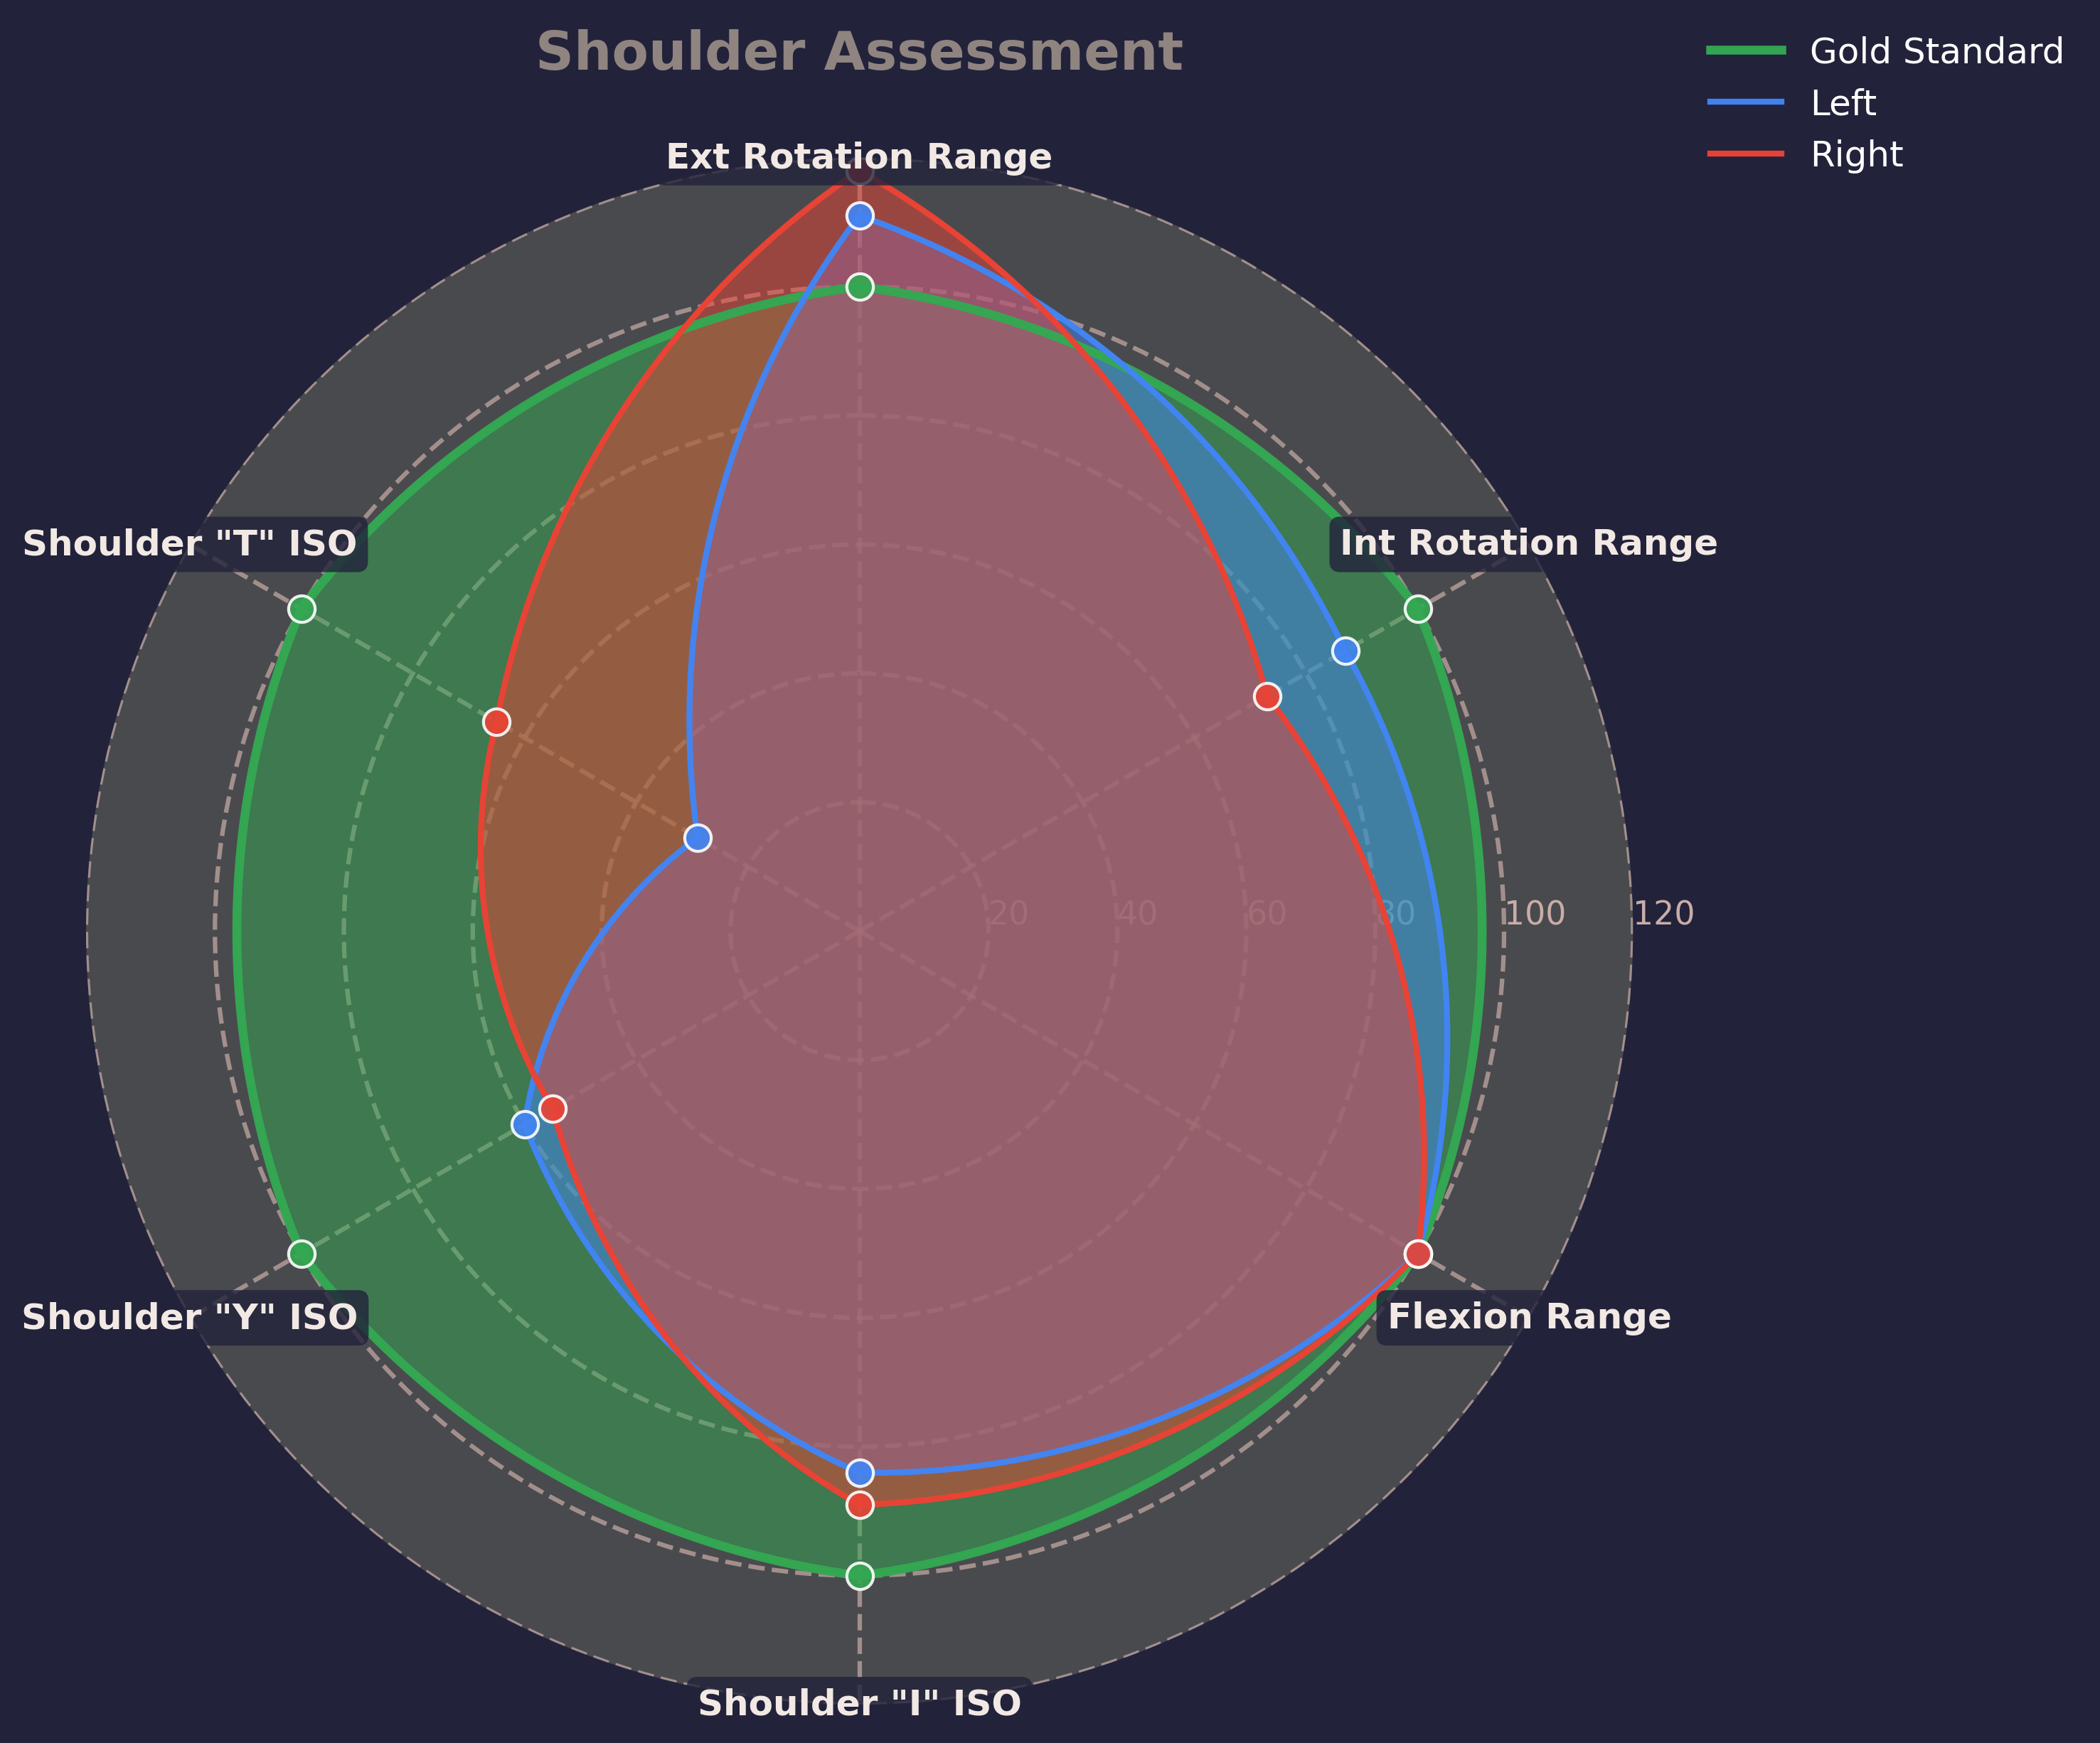 Shoulder Assessment
Gold Standard
Left
Right
Ext Rotation Range
Shoulder "T" ISO
Int Rotation Range
20
40
60
80
100
120
Shoulder "Y" ISO
Flexion Range
Shoulder "I" ISO